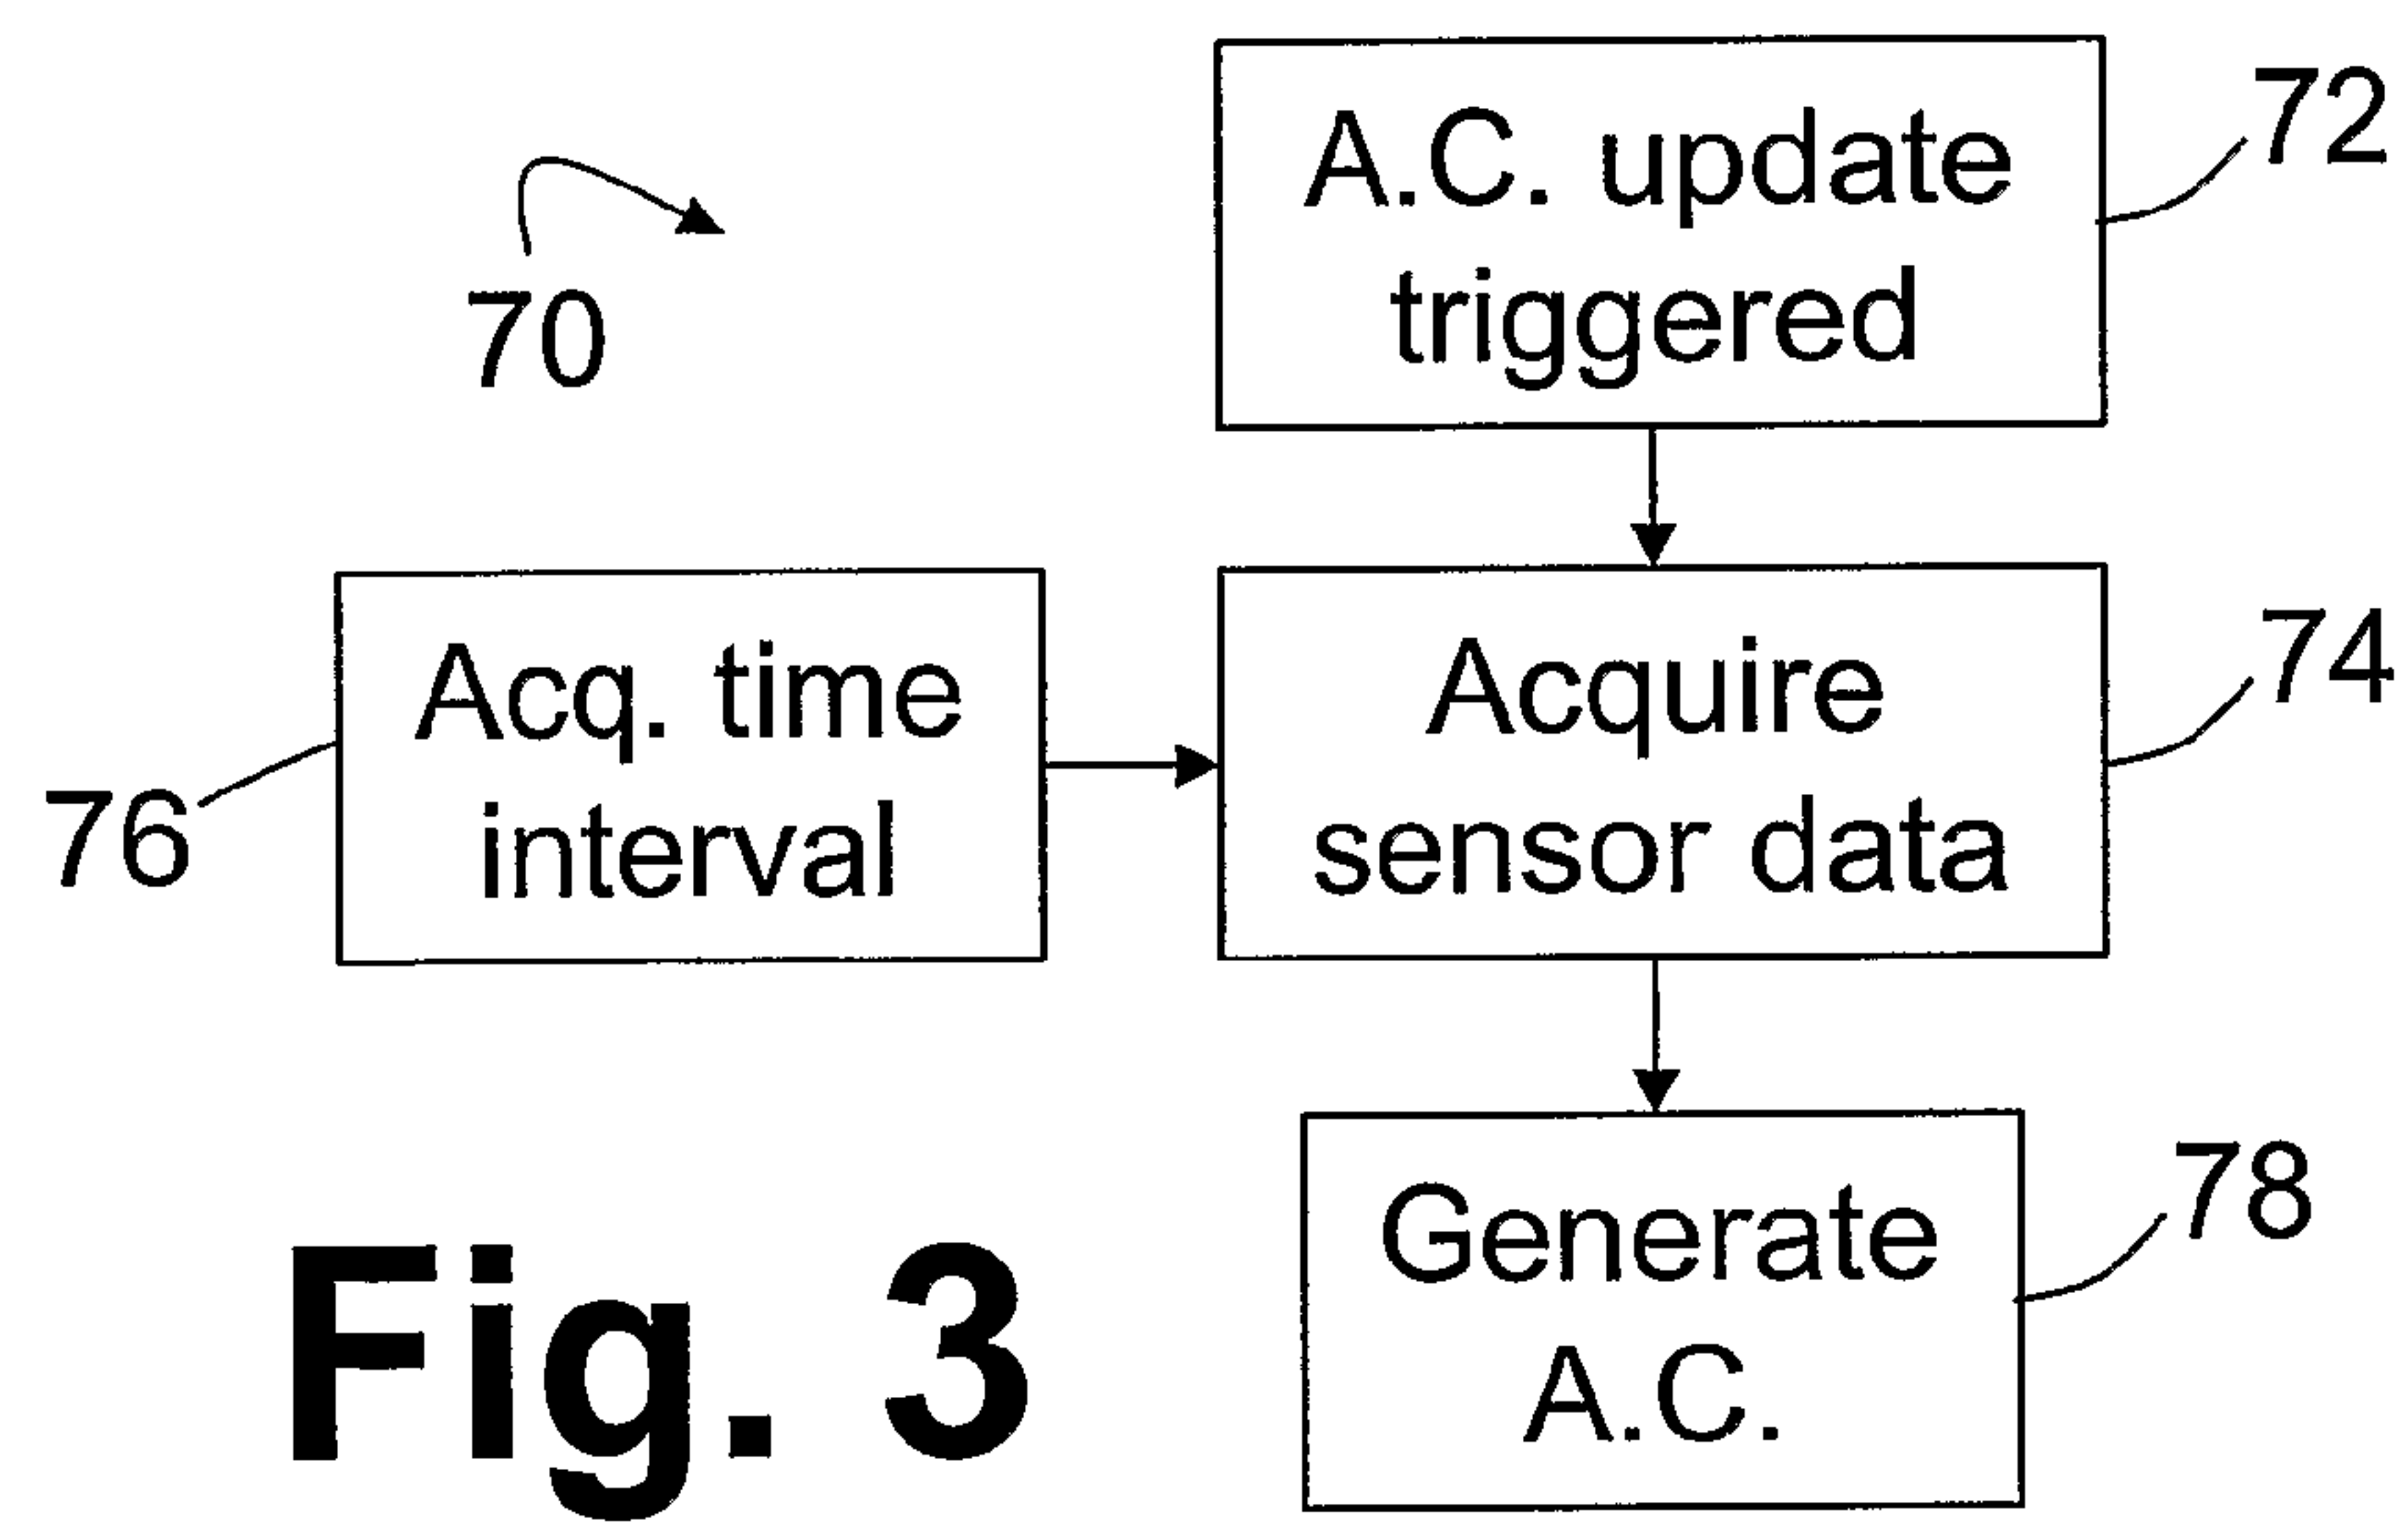 A.C. update
triggered
72
70
Acq. time
interval
76
Acquire
sensor data
74
Generate
A.C.
78
Fig. 3